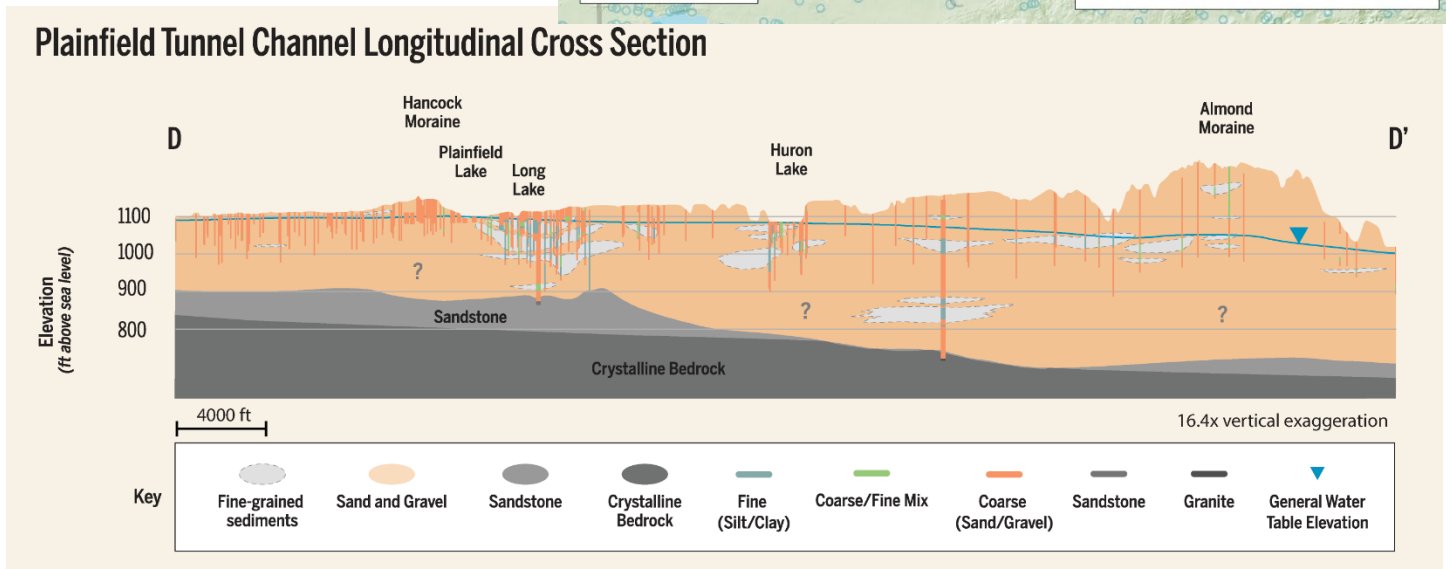 Plainfield Tunnel Channel Longitudinal Cross Section
Hancock
Moraine
Almond
Moraine
D
D'
Plainfield
Lake
Long
Lake
Huron
Lake
1100
1000
900
800
Elevation
(ft above sea level)
?
?
?
Sandstone
Crystalline Bedrock
4000 ft
16.4x vertical exaggeration
Key
Fine-grained
sediments
Sand and Gravel
Sandstone
Crystalline
Bedrock
Fine
(Silt/Clay)
Coarse/Fine Mix
Coarse
(Sand/Gravel)
Sandstone
Granite
General Water
Table Elevation